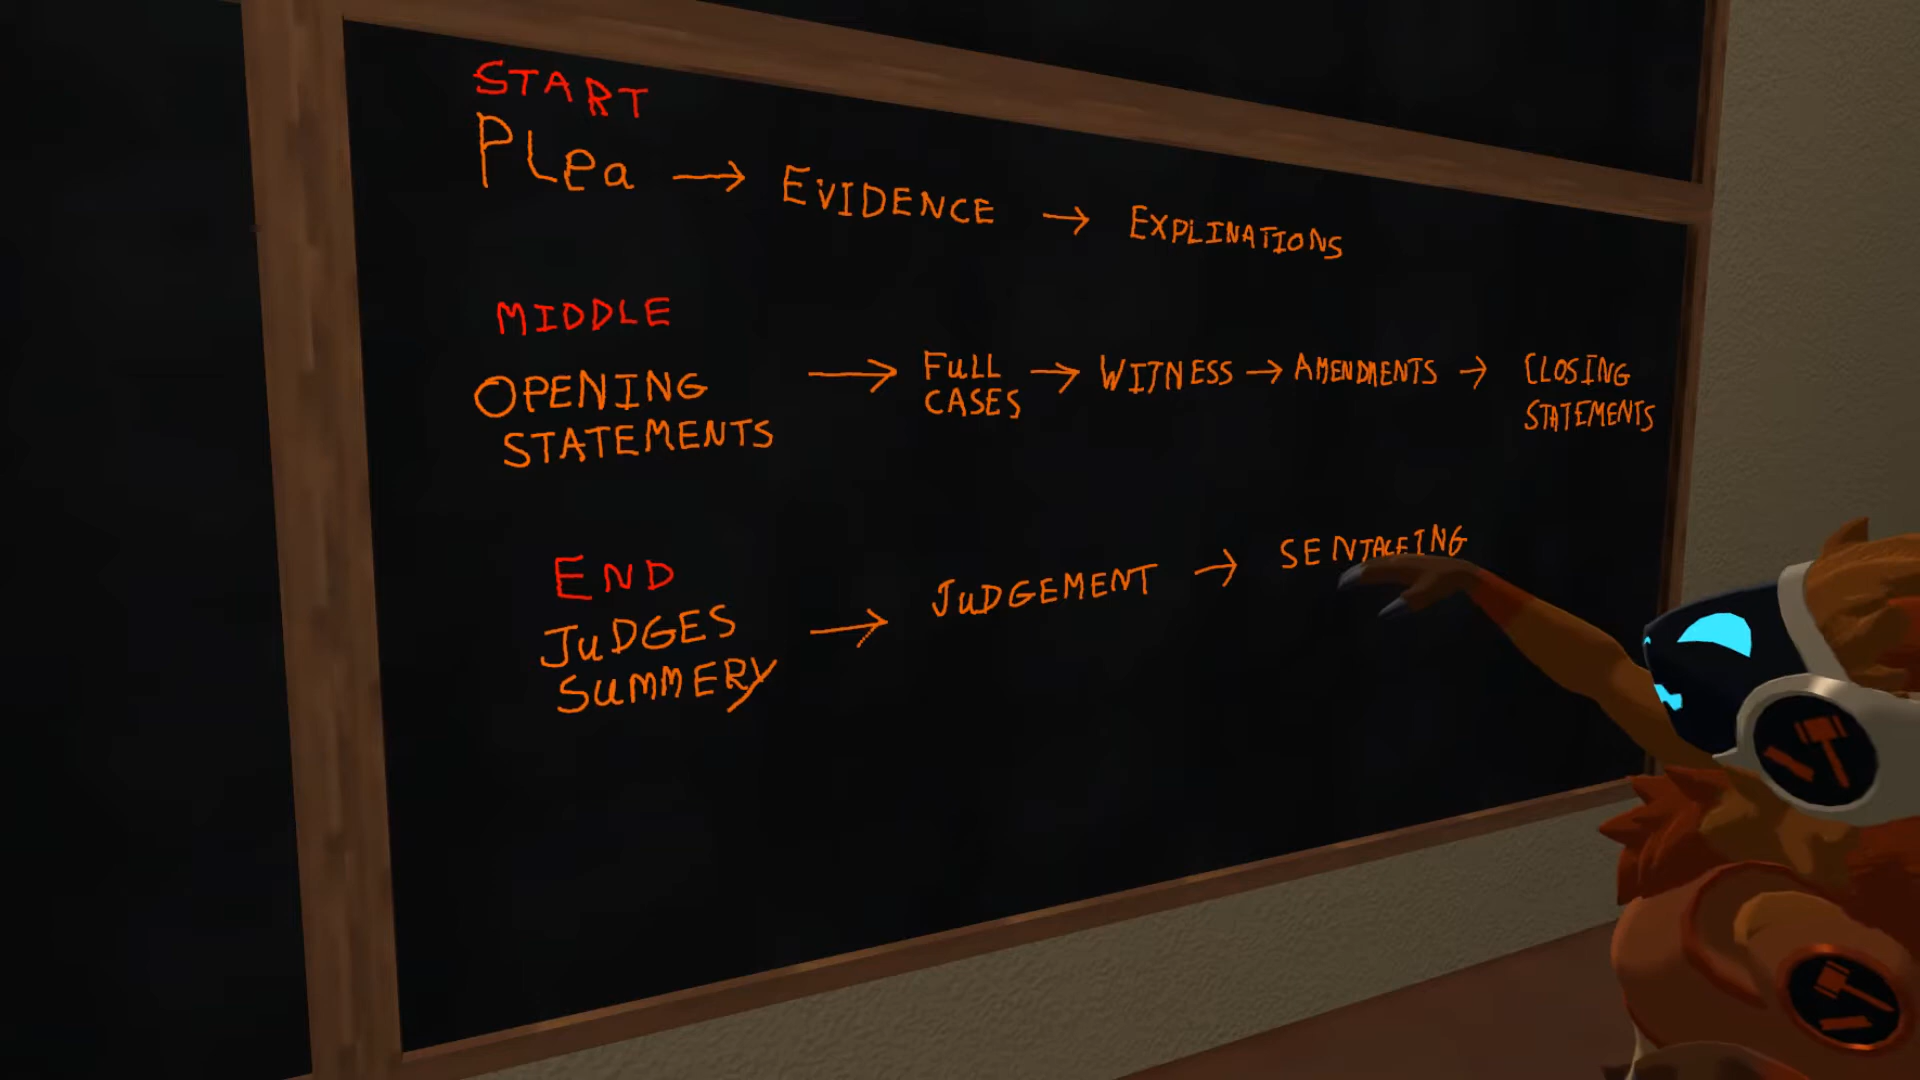 START
PLea → EVIDENCE → EXPLINATIONS
MIDDLE
OPENING STATEMENTS → FuLL CASES → WITNESS → AMENDMENTS → CLOSING STATEMENTS
END
JuDGES SUMMERY → JuDGEMENT → SENTACEING